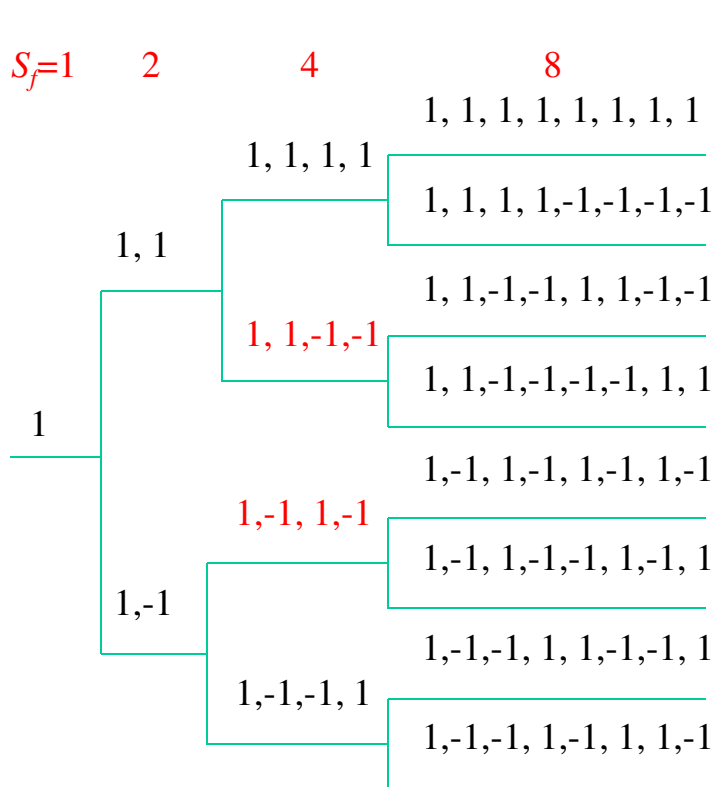 S_f=1 2 4 8
1, 1, 1, 1, 1, 1, 1, 1
1, 1, 1, 1
1, 1, 1, 1,-1,-1,-1,-1
1, 1
1, 1,-1,-1, 1, 1,-1,-1
1, 1,-1,-1
1, 1,-1,-1,-1,-1, 1, 1
1
1,-1, 1,-1, 1,-1, 1,-1
1,-1, 1,-1
1,-1, 1,-1,-1, 1,-1, 1
1,-1
1,-1,-1, 1, 1,-1,-1, 1
1,-1,-1, 1
1,-1,-1, 1,-1, 1, 1,-1